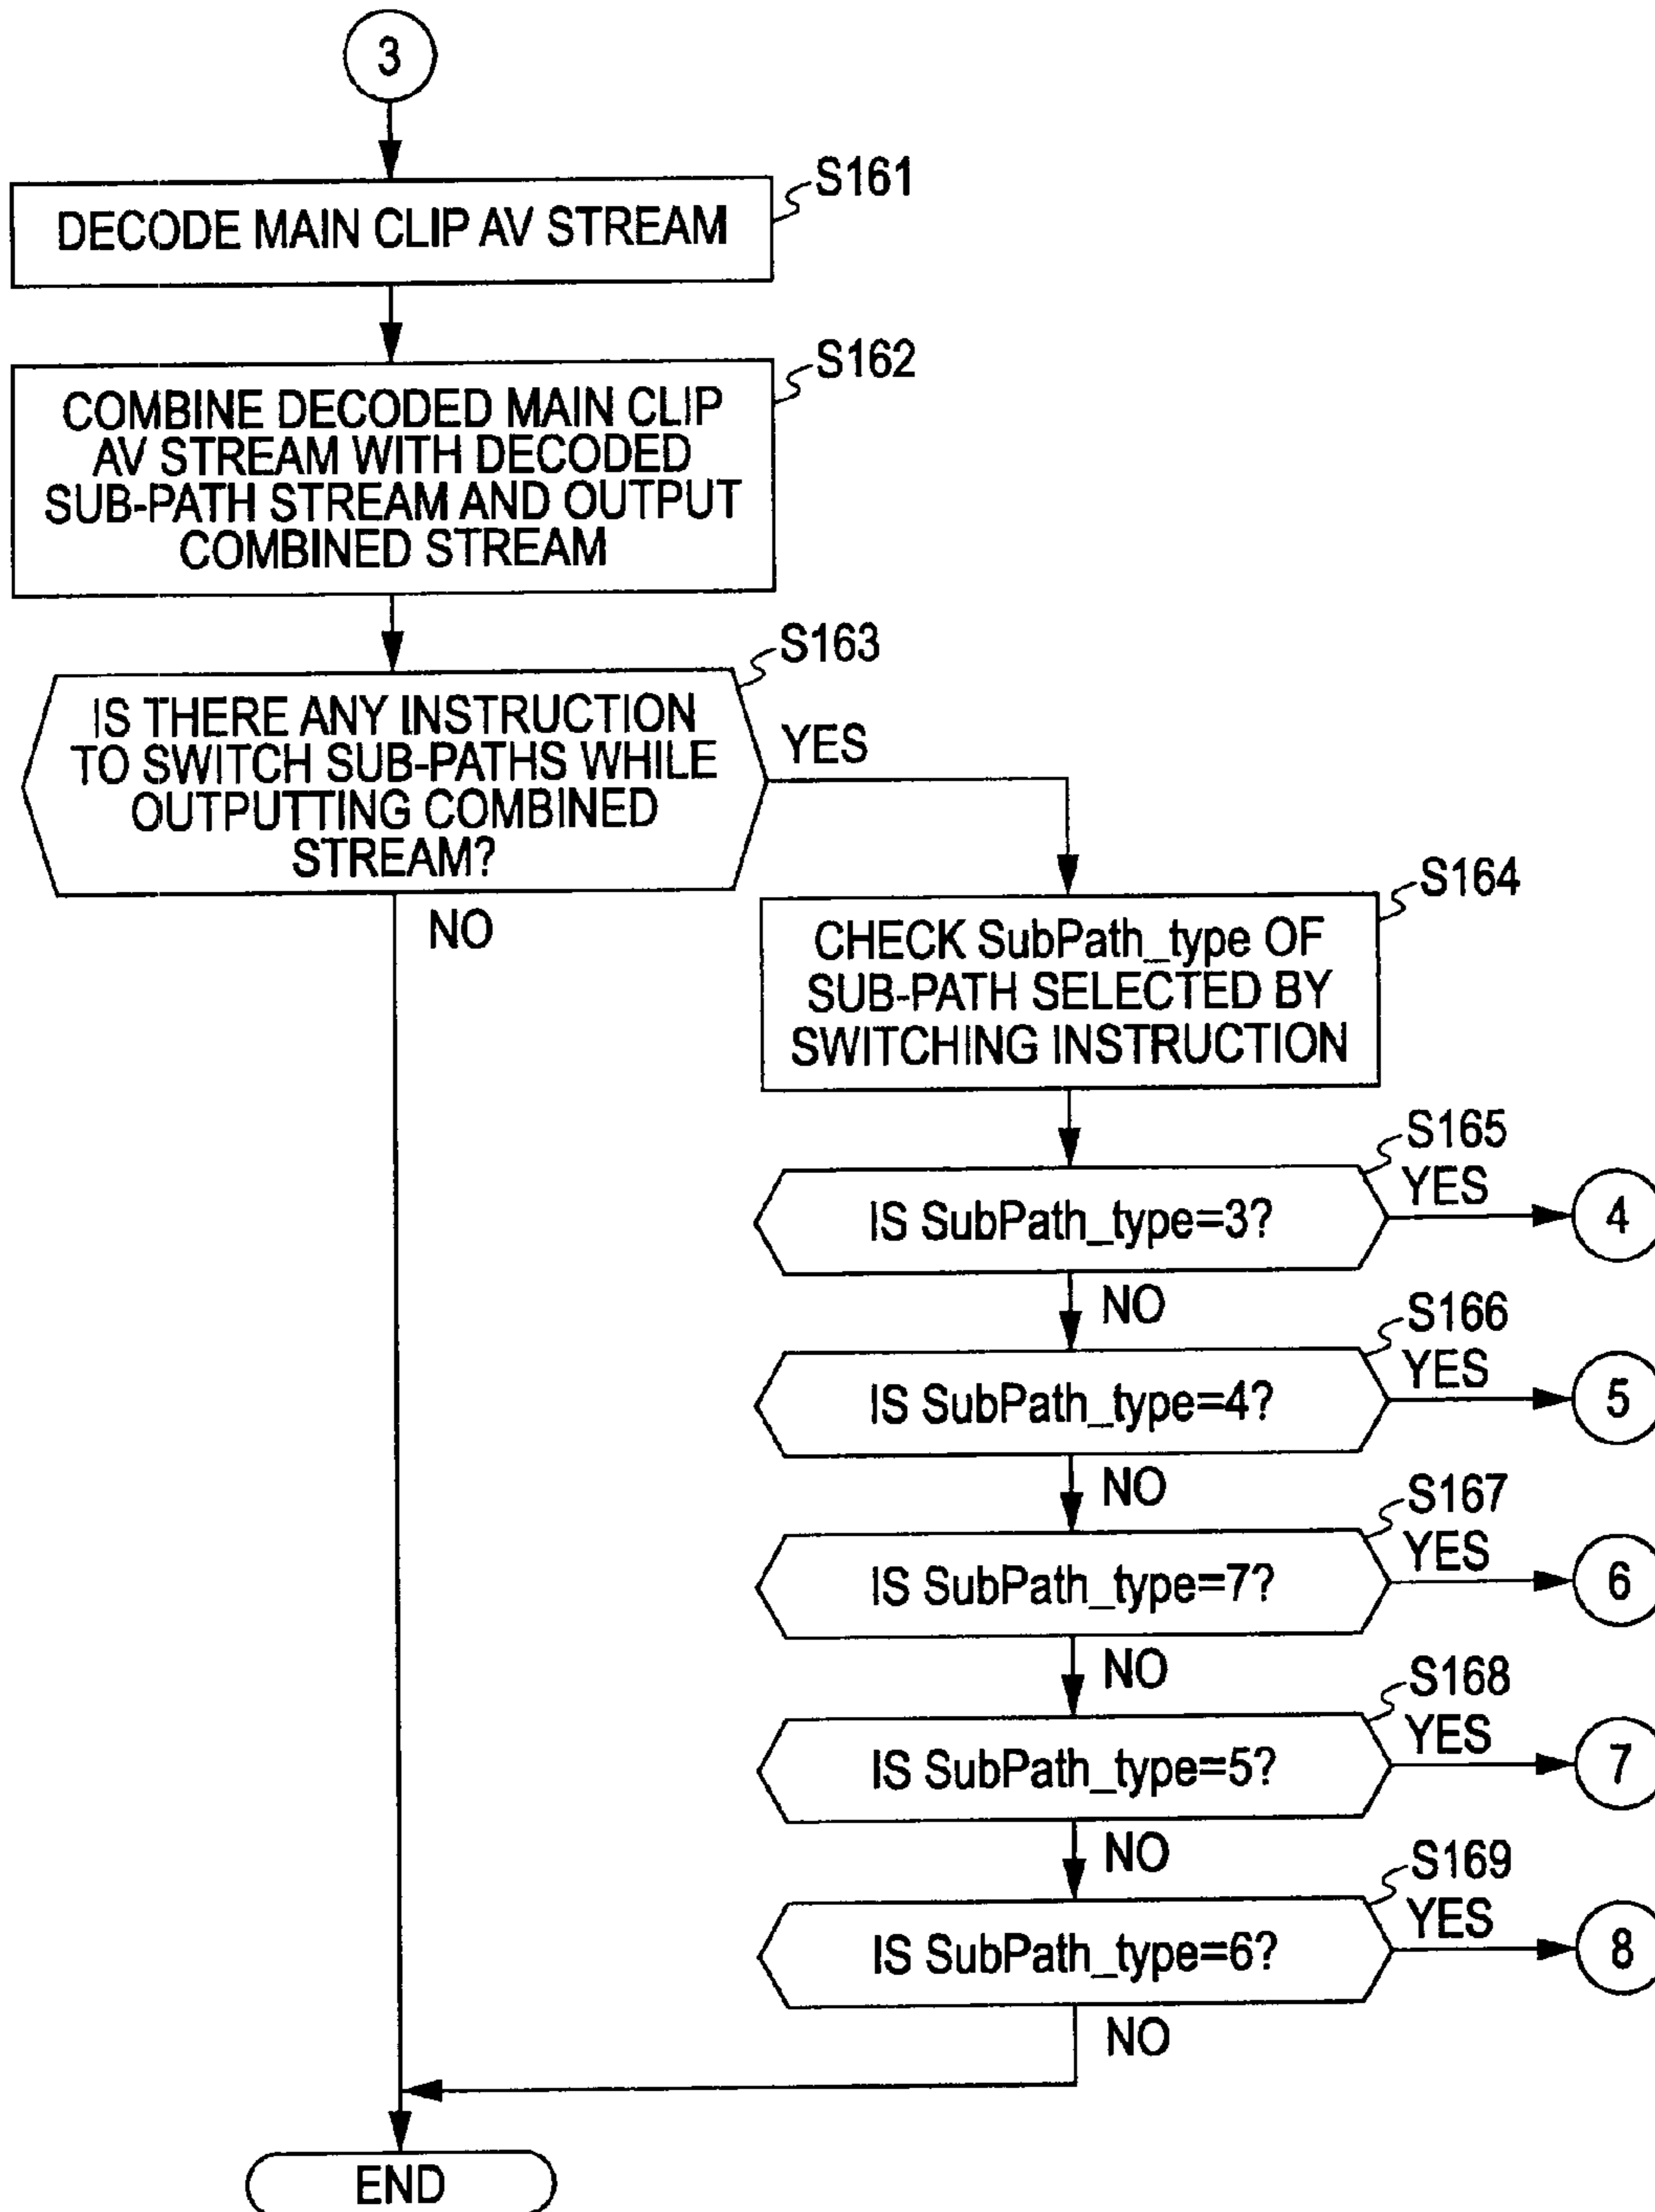 3
S161
DECODE MAIN CLIP AV STREAM
S162
COMBINE DECODED MAIN CLIP
AV STREAM WITH DECODED
SUB-PATH STREAM AND OUTPUT
COMBINED STREAM
S163
IS THERE ANY INSTRUCTION
TO SWITCH SUB-PATHS WHILE
OUTPUTTING COMBINED
STREAM?
YES
NO
S164
CHECK SubPath_type OF
SUB-PATH SELECTED BY
SWITCHING INSTRUCTION
S165
IS SubPath_type=3?
YES
4
NO
S166
IS SubPath_type=4?
YES
5
NO
S167
IS SubPath_type=7?
YES
6
NO
S168
IS SubPath_type=5?
YES
7
NO
S169
IS SubPath_type=6?
YES
8
NO
END